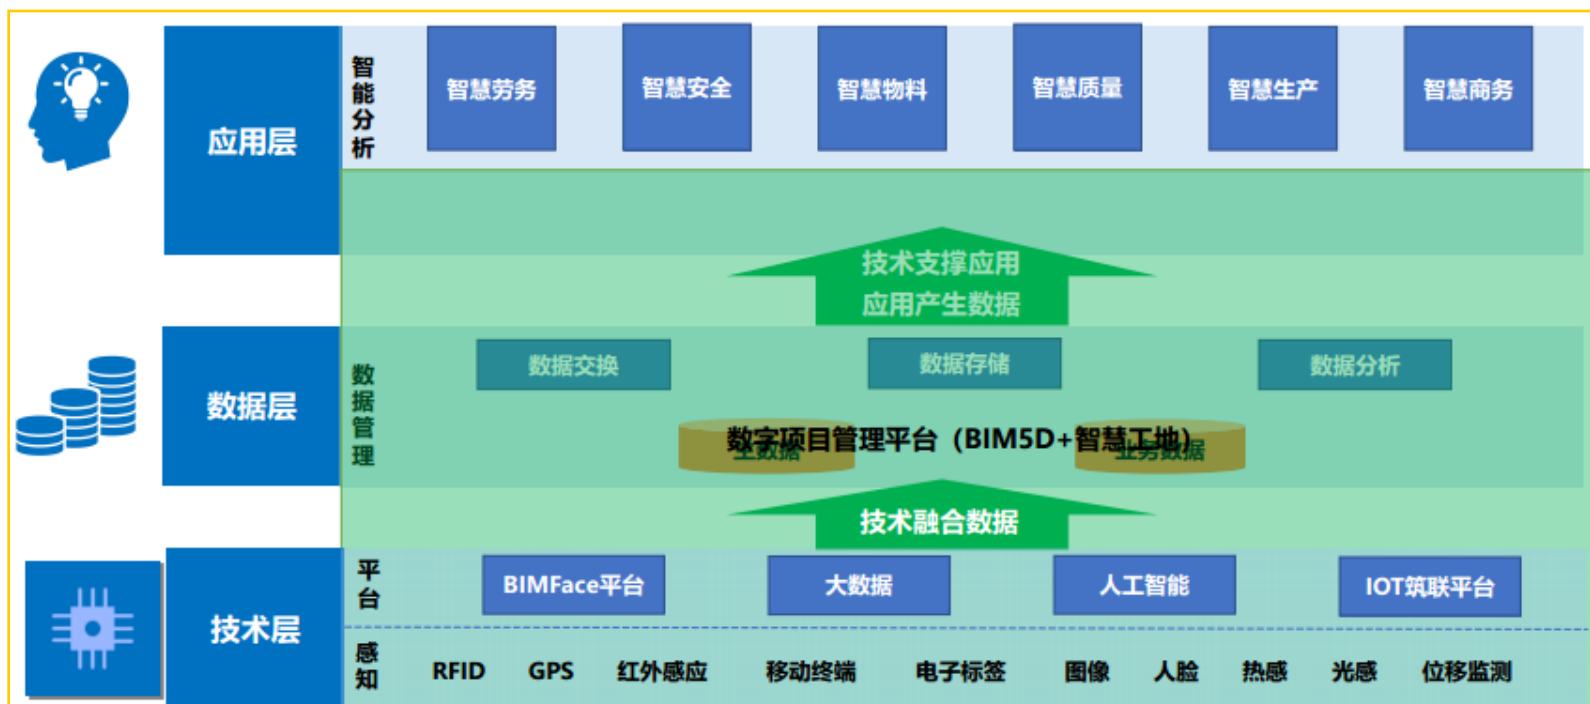 应用层
智能分析
智慧劳务
智慧安全
智慧物料
智慧质量
智慧生产
智慧商务
技术支撑应用
应用产生数据
数据层
数据管理
数据交换
数据存储
数据分析
数字项目管理平台（BIM5D+智慧工地）
主数据
业务数据
技术融合数据
技术层
平台
BIMFace平台
大数据
人工智能
IOT筑联平台
感知
RFID GPS 红外感应 移动终端 电子标签 图像 人脸 热感 光感 位移监测